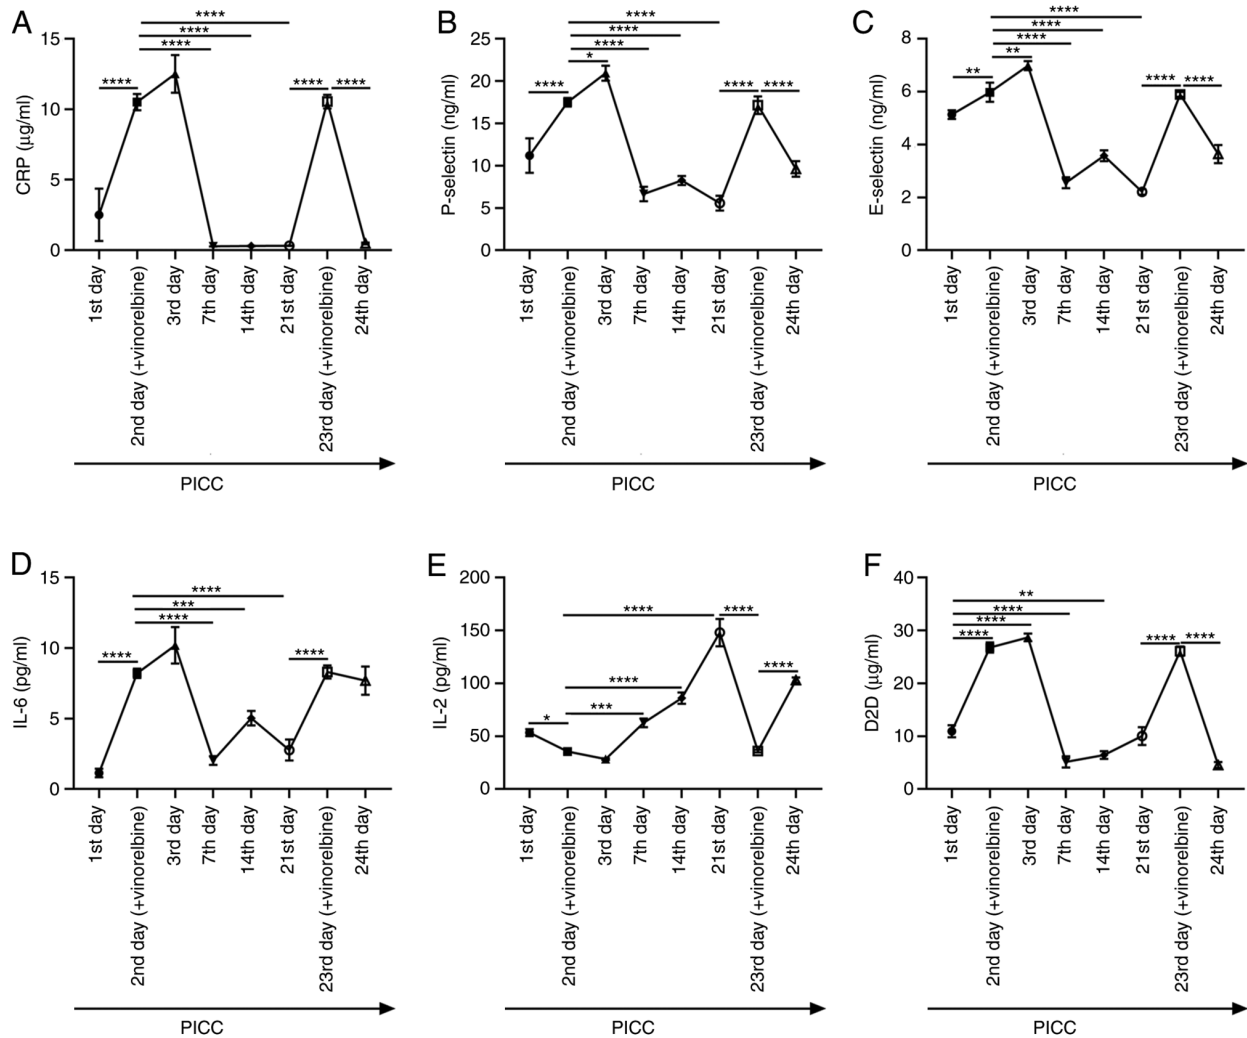 A
CRP (µg/ml)
15
10
5
0
****
****
****
****
****
****
1st day
2nd day (+vinorelbine)
3rd day
7th day
14th day
21st day
23rd day (+vinorelbine)
24th day
PICC
B
P-selectin (ng/ml)
25
20
15
10
5
0
****
****
****
*
****
****
****
1st day
2nd day (+vinorelbine)
3rd day
7th day
14th day
21st day
23rd day (+vinorelbine)
24th day
PICC
C
E-selectin (ng/ml)
8
6
4
2
0
****
****
****
**
**
****
****
1st day
2nd day (+vinorelbine)
3rd day
7th day
14th day
21st day
23rd day (+vinorelbine)
24th day
PICC
D
IL-6 (pg/ml)
15
10
5
0
****
***
****
****
****
1st day
2nd day (+vinorelbine)
3rd day
7th day
14th day
21st day
23rd day (+vinorelbine)
24th day
PICC
E
IL-2 (pg/ml)
200
150
100
50
0
****
****
****
****
***
*
1st day
2nd day (+vinorelbine)
3rd day
7th day
14th day
21st day
23rd day (+vinorelbine)
24th day
PICC
F
D2D (µg/ml)
40
30
20
10
0
**
****
****
****
****
****
1st day
2nd day (+vinorelbine)
3rd day
7th day
14th day
21st day
23rd day (+vinorelbine)
24th day
PICC